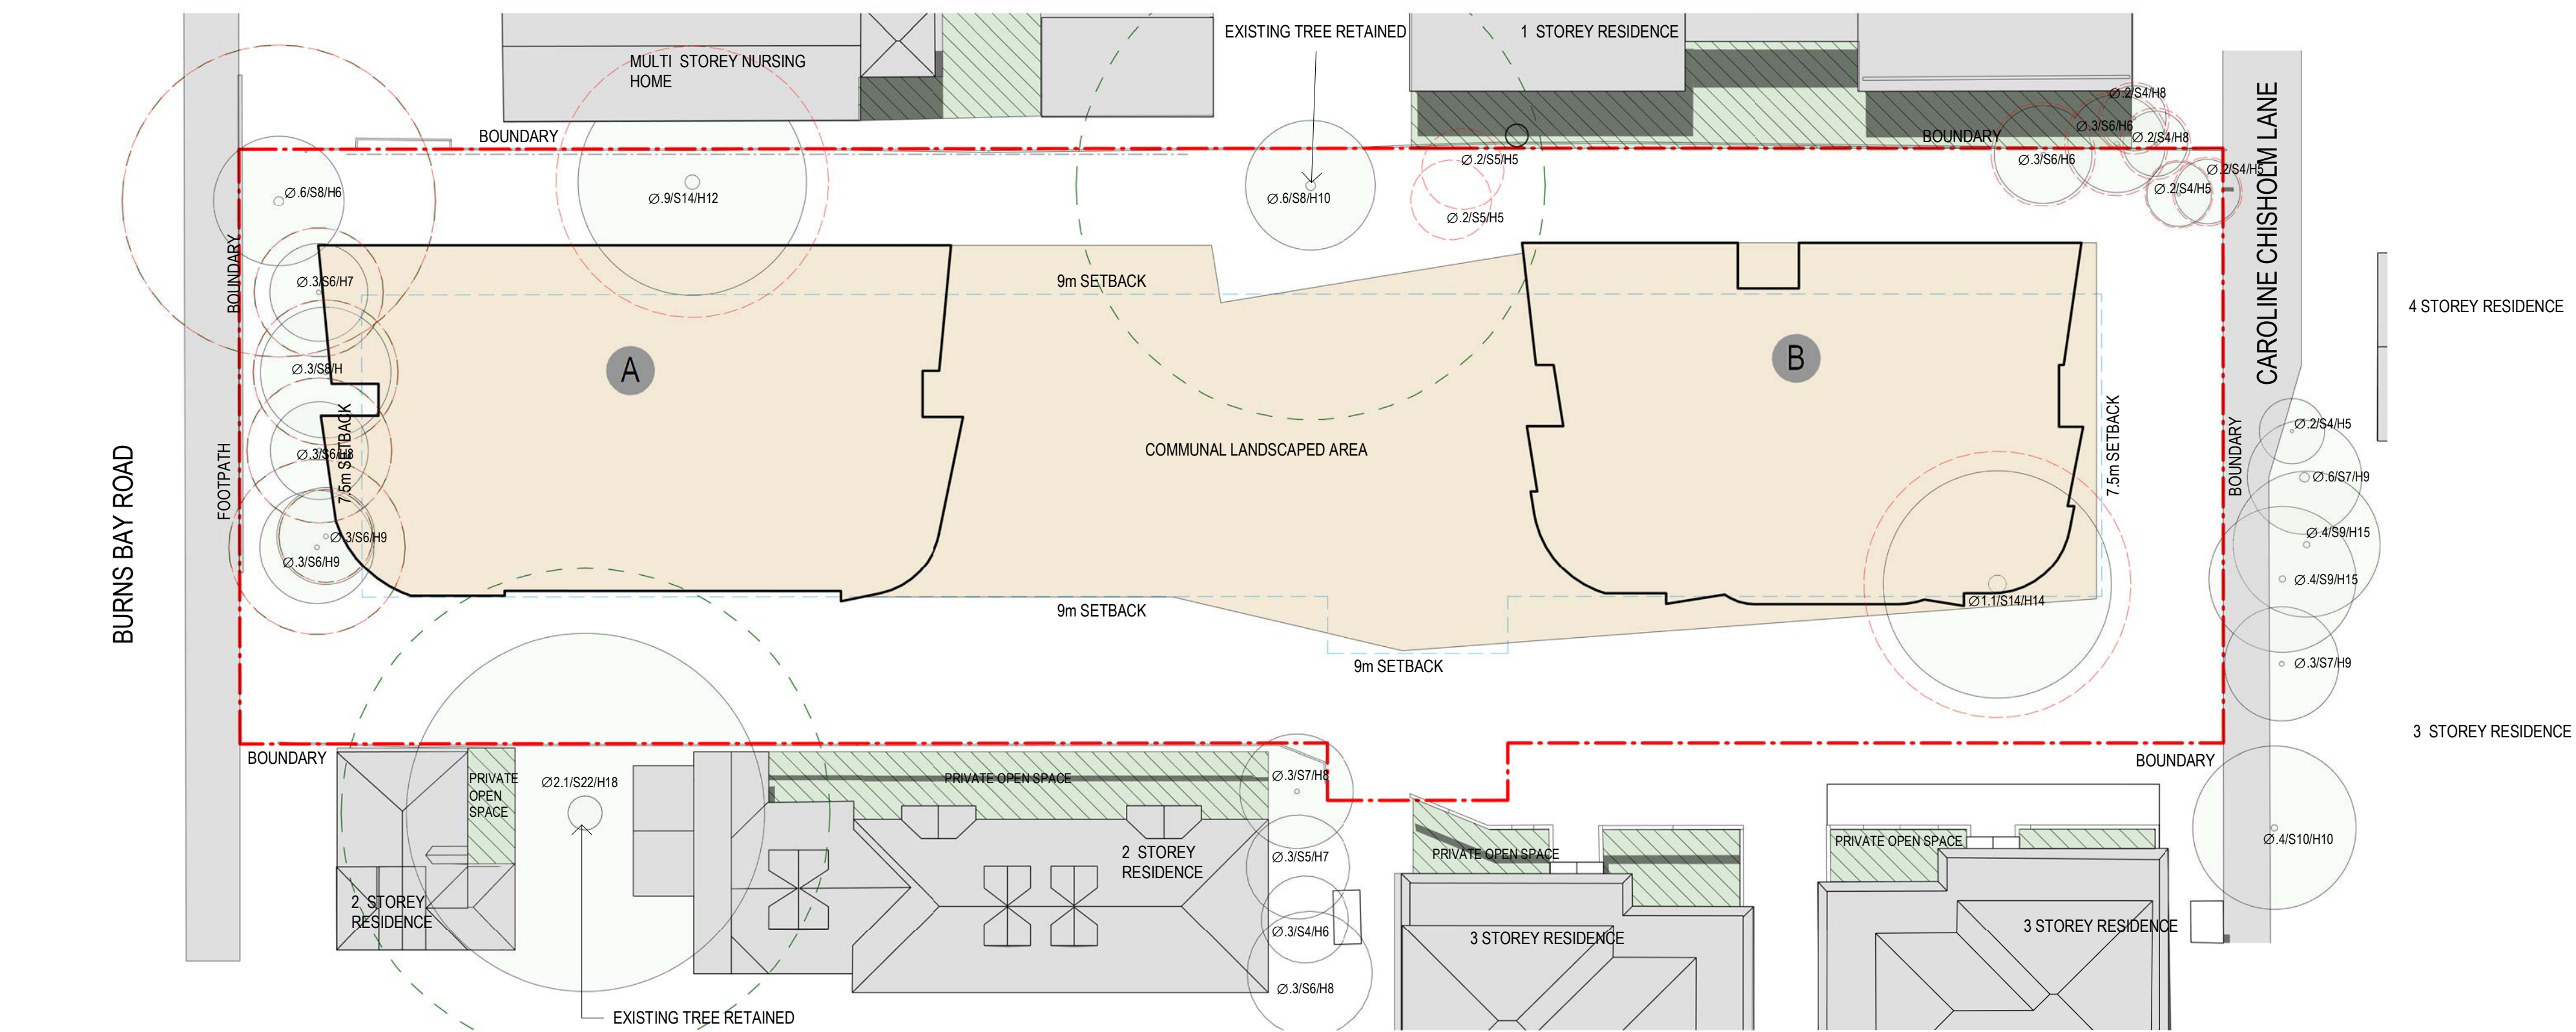 EXISTING TREE RETAINED
1 STOREY RESIDENCE
MULTI STOREY NURSING
HOME
BOUNDARY
BOUNDARY
∅.2/S4/H8
∅.3/S6/H6
∅.2/S4/H8
∅.3/S6/H6
∅.2/S5/H5
∅.2/S4/H5
∅.2/S4/H5
∅.6/S8/H6
∅.9/S14/H12
∅.6/S8/H10
∅.2/S5/H5
CAROLINE CHISHOLM LANE
BOUNDARY
∅.3/S6/H7
9m SETBACK
4 STOREY RESIDENCE
∅.3/S8/H
A
B
7.5m SETBACK
7.5m SETBACK
∅.2/S4/H5
COMMUNAL LANDSCAPED AREA
∅.3/S6/H8
FOOTPATH
BOUNDARY
∅.6/S7/H9
BURNS BAY ROAD
∅.3/S6/H9
∅.3/S6/H9
∅.4/S9/H15
∅.4/S9/H15
∅1.1/S14/H14
9m SETBACK
9m SETBACK
∅.3/S7/H9
3 STOREY RESIDENCE
BOUNDARY
BOUNDARY
PRIVATE
OPEN
SPACE
∅2.1/S22/H18
PRIVATE OPEN SPACE
∅.3/S7/H8
∅.3/S5/H7
2 STOREY
RESIDENCE
PRIVATE OPEN SPACE
PRIVATE OPEN SPACE
∅.4/S10/H10
2 STOREY
RESIDENCE
∅.3/S4/H6
3 STOREY RESIDENCE
3 STOREY RESIDENCE
∅.3/S6/H8
EXISTING TREE RETAINED